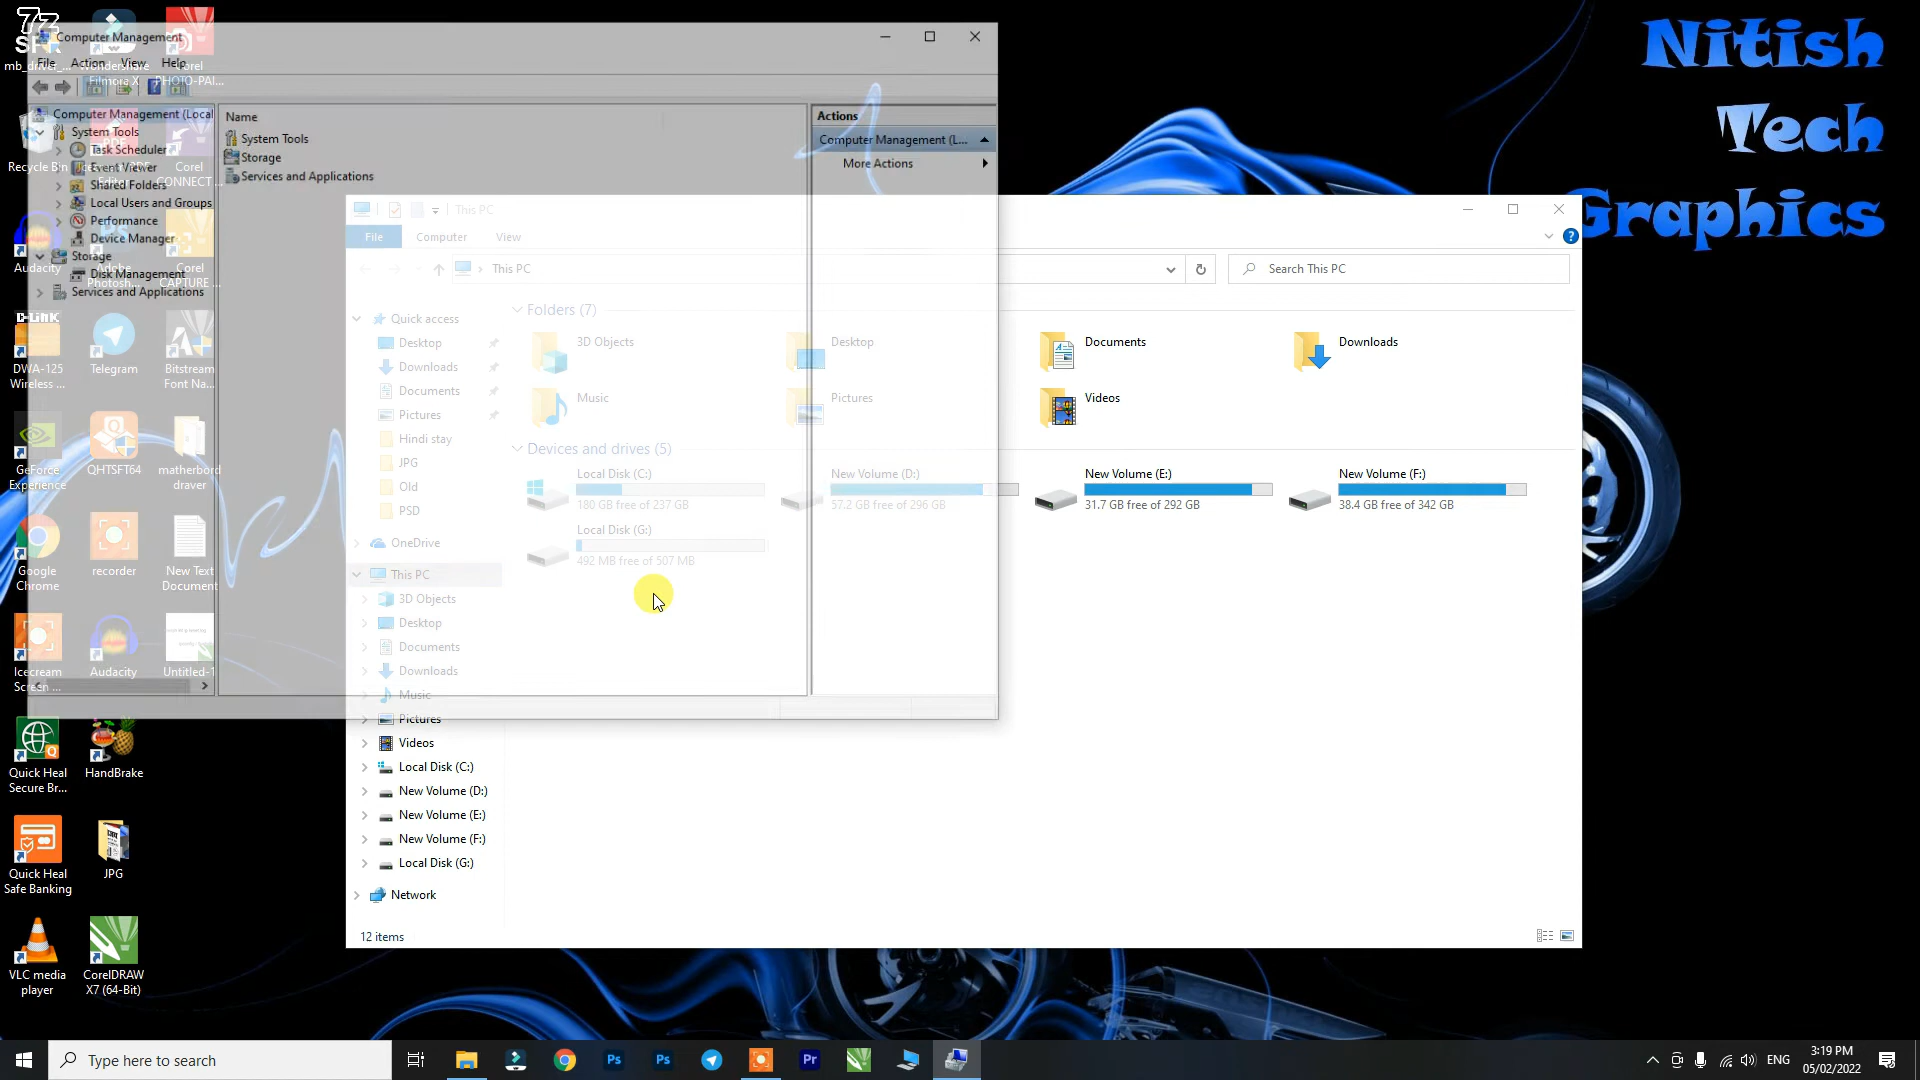 Nitish
Tech
Graphics
Computer Management
File Action View Help
Computer Management (Local
System Tools
Task Scheduler
Event Viewer
Shared Folders
Local Users and Groups
Performance
Device Manager
Storage
Disk Management
Services and Applications
Name
System Tools
Storage
Services and Applications
Actions
Computer Management (L...
More Actions
This PC
File Computer View
This PC
Search This PC
Quick access
Desktop
Downloads
Documents
Pictures
Hindi stay
JPG
Old
PSD
OneDrive
This PC
3D Objects
Desktop
Documents
Downloads
Music
Pictures
Videos
Local Disk (C:)
New Volume (D:)
New Volume (E:)
New Volume (F:)
Local Disk (G:)
Network
12 items
Folders (7)
3D Objects
Desktop
Documents
Downloads
Music
Pictures
Videos
Devices and drives (5)
Local Disk (C:)
180 GB free of 237 GB
New Volume (D:)
57.2 GB free of 296 GB
New Volume (E:)
31.7 GB free of 292 GB
New Volume (F:)
38.4 GB free of 342 GB
Local Disk (G:)
492 MB free of 507 MB
mb_driver_...
Wondershare
Filmora X
Corel
PHOTO-PAI...
Recycle Bin
Corel
CONNECT ...
Audacity
Adobe
Photosh...
Corel
CAPTURE ...
D-Link
DWA-125
Wireless ...
Telegram
Bitstream
Font Na...
GeForce
Experience
QHTSFT64
matherbord
draver
Google
Chrome
recorder
New Text
Document
Icecream
Screen ...
Audacity
Untitled-1
Quick Heal
Secure Br...
HandBrake
Quick Heal
Safe Banking
JPG
VLC media
player
CorelDRAW
X7 (64-Bit)
Type here to search
Ps
Ps
Pr
ENG
3:19 PM
05/02/2022